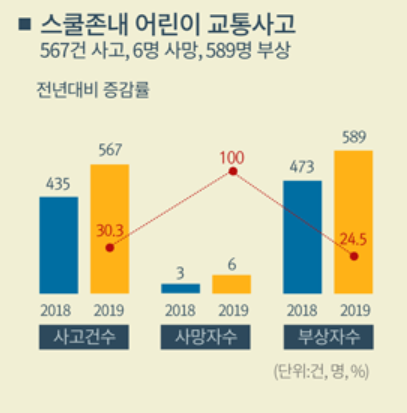 ■ 스쿨존내 어린이 교통사고
567건 사고, 6명 사망, 589명 부상
전년대비 증감률
435 567 30.3
3 6 100
473 589 24.5
2018 2019 2018 2019 2018 2019
사고건수 사망자수 부상자수
(단위:건, 명, %)